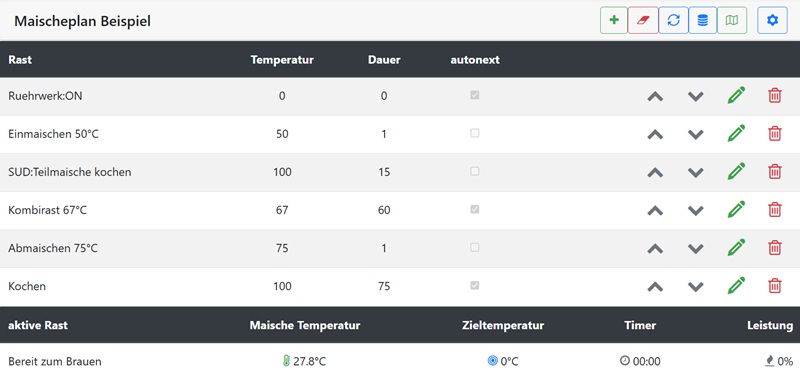 Maischeplan Beispiel
Rast Temperatur Dauer autonext
Ruehrwerk:ON 0 0
Einmaischen 50°C 50 1
SUD:Teilmaische kochen 100 15
Kombirast 67°C 67 60
Abmaischen 75°C 75 1
Kochen 100 75
aktive Rast Maische Temperatur Zieltemperatur Timer Leistung
Bereit zum Brauen 27.8°C 0°C 00:00 0%